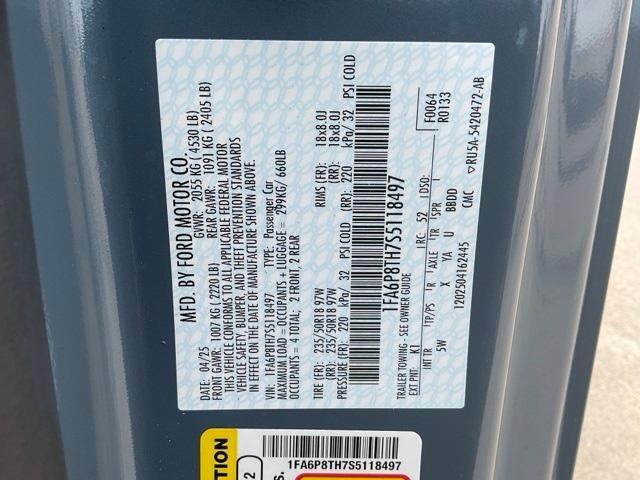 MFD. BY FORD MOTOR CO.
DATE: 04/25 GVWR: 2055 KG ( 4530 LB)
FRONT GAWR: 1007 KG ( 2220 LB) REAR GAWR: 1091 KG ( 2405 LB)
THIS VEHICLE CONFORMS TO ALL APPLICABLE FEDERAL MOTOR
VEHICLE SAFETY, BUMPER, AND THEFT PREVENTION STANDARDS
IN EFFECT ON THE DATE OF MANUFACTURE SHOWN ABOVE.
VIN: 1FA6P8TH7S5118497 TYPE: Passenger Car
MAXIMUM LOAD = OCCUPANTS + LUGGAGE = 299KG/ 660LB
OCCUPANTS = 4 TOTAL; 2 FRONT, 2 REAR
TIRE (FR): 235/50R18 97W RIMS (FR): 18x8.0J
(RR): 235/50R18 97W (RR): 18x8.0J
PRESSURE (FR): 220 kPa/ 32 PSI COLD (RR): 220 kPa/ 32 PSI COLD
1FA6P8TH7S5118497
TRAILER TOWING - SEE OWNER GUIDE F0064
EXT PNT: K1 RC: 52 DSO: R0133
INT TR TP/PS R AXLE TR SPR
5W X YA U BBDD
CMC ▽RU5A-5420472-AB
1202504162445
1FA6P8TH7S5118497